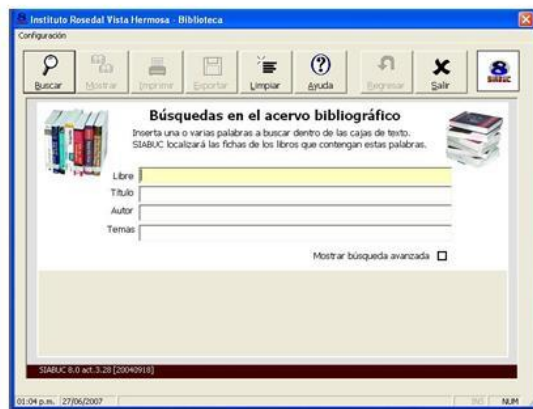 Instituto Rosedal Vista Hermosa - Biblioteca
Configuración
Buscar Mostrar Imprimir Exportar Limpiar Ayuda Regresar Salir
8
SIABUC
Búsquedas en el acervo bibliográfico
Inserta una o varias palabras a buscar dentro de las cajas de texto.
SIABUC localizará las fichas de los libros que contengan estas palabras.
Libre
Título
Autor
Temas
Mostrar búsqueda avanzada
SIABUC 8.0 act.3.28 [20040918]
01:04 p.m. 27/06/2007 INS NUM